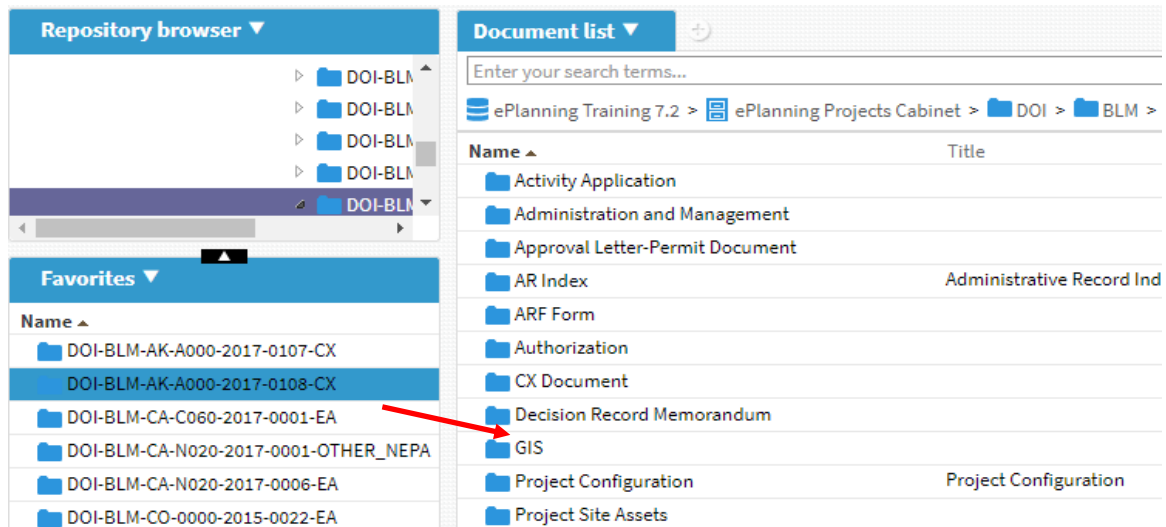 Repository browser
DOI-BLM
DOI-BLM
DOI-BLM
DOI-BLM
DOI-BLM
Favorites
Name
DOI-BLM-AK-A000-2017-0107-CX
DOI-BLM-AK-A000-2017-0108-CX
DOI-BLM-CA-C060-2017-0001-EA
DOI-BLM-CA-N020-2017-0001-OTHER_NEPA
DOI-BLM-CA-N020-2017-0006-EA
DOI-BLM-CO-0000-2015-0022-EA
Document list
Enter your search terms...
ePlanning Training 7.2 > ePlanning Projects Cabinet > DOI > BLM >
Name Title
Activity Application
Administration and Management
Approval Letter-Permit Document
AR Index Administrative Record Ind
ARF Form
Authorization
CX Document
Decision Record Memorandum
GIS
Project Configuration Project Configuration
Project Site Assets